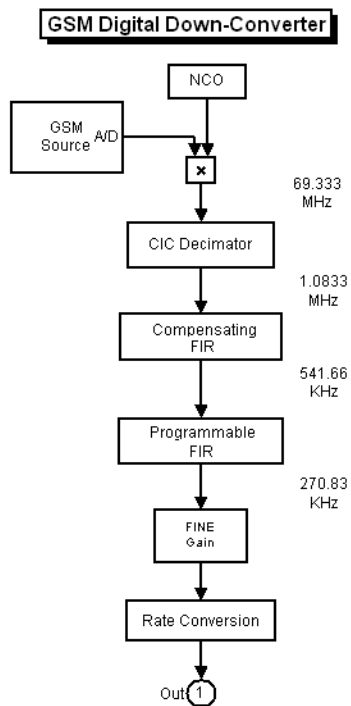 GSM Digital Down-Converter
NCO
GSM
Source
A/D
×
69.333
MHz
CIC Decimator
1.0833
MHz
Compensating
FIR
541.66
KHz
Programmable
FIR
270.83
KHz
FINE
Gain
Rate Conversion
Out 1